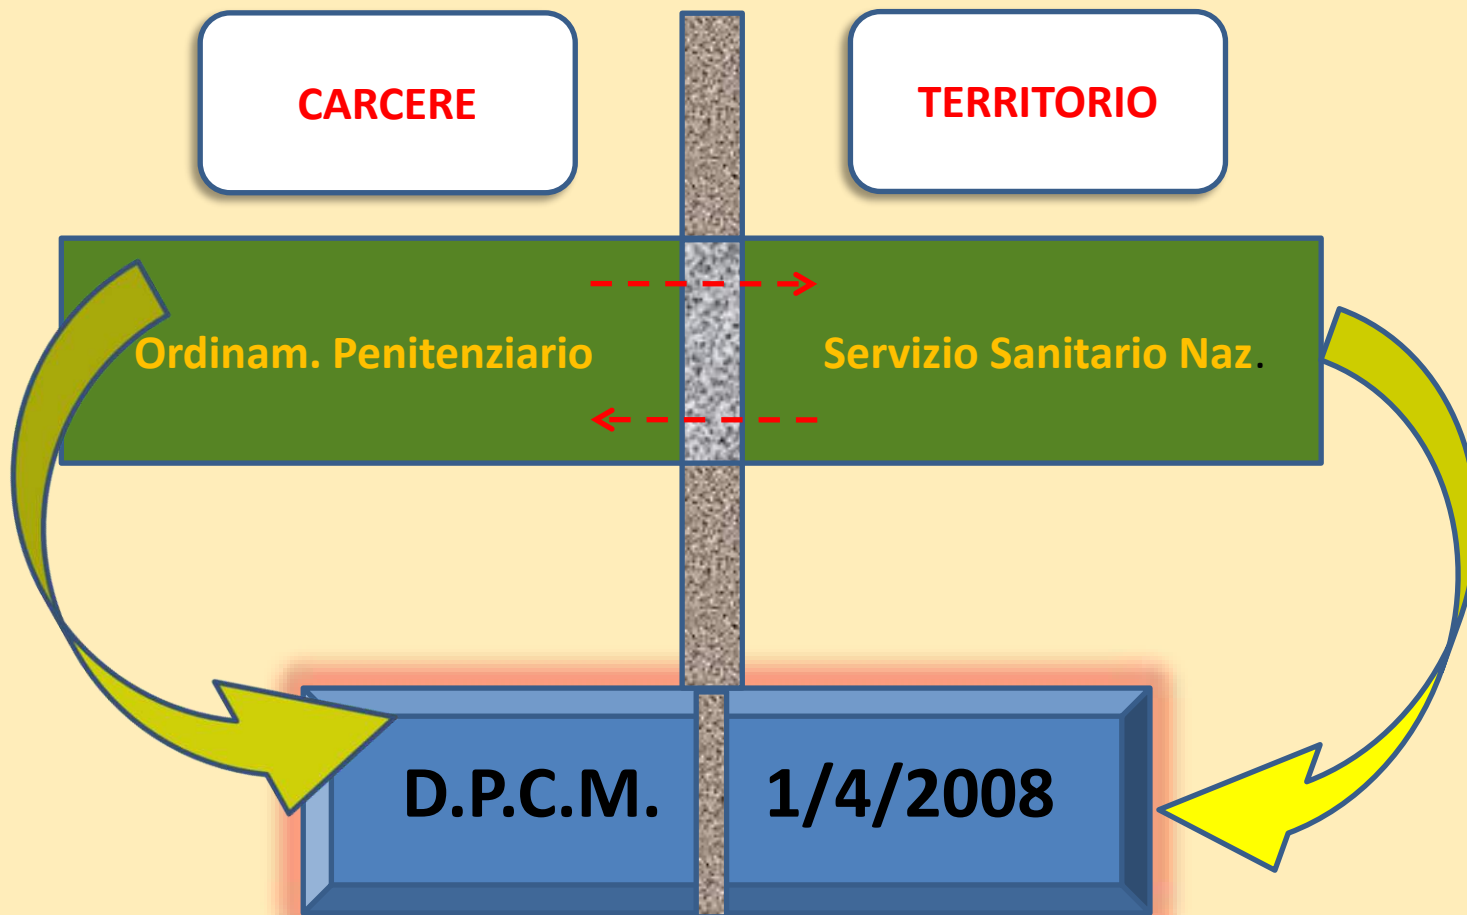 CARCERE
TERRITORIO
Ordinam. Penitenziario
Servizio Sanitario Naz.
D.P.C.M. 1/4/2008